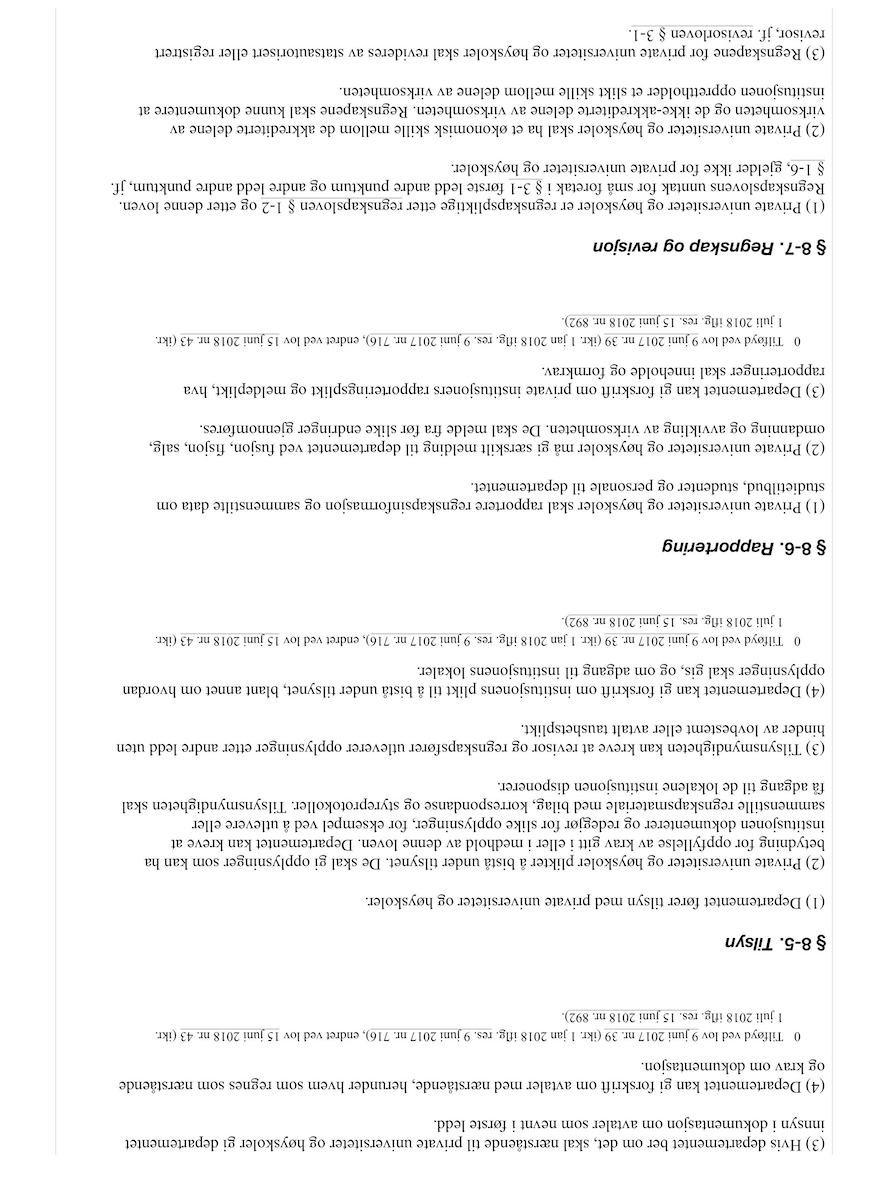 (3) Hvis departementet ber om det, skal nærstående til private universiteter og høyskoler gi departementet
innsyn i dokumentasjon om avtaler som nevnt i første ledd.
(4) Departementet kan gi forskrift om avtaler med nærstående, herunder hvem som regnes som nærstående
og krav om dokumentasjon.
0 Tilføyd ved lov 9 juni 2017 nr. 39 (ikr. 1 jan 2018 iflg. res. 9 juni 2017 nr. 716), endret ved lov 15 juni 2018 nr. 43 (ikr.
1 juli 2018 iflg. res. 15 juni 2018 nr. 892).
§ 8-5. Tilsyn
(1) Departementet fører tilsyn med private universiteter og høyskoler.
(2) Private universiteter og høyskoler plikter å bistå under tilsynet. De skal gi opplysninger som kan ha
betydning for oppfyllelse av krav gitt i eller i medhold av denne loven. Departementet kan kreve at
institusjonen dokumenterer og redegjør for slike opplysninger, for eksempel ved å utlevere eller
sammenstille regnskapsmateriale med bilag, korrespondanse og styreprotokoller. Tilsynsmyndigheten skal
få adgang til de lokalene institusjonen disponerer.
(3) Tilsynsmyndigheten kan kreve at revisor og regnskapsfører utleverer opplysninger etter andre ledd uten
hinder av lovbestemt eller avtalt taushetsplikt.
(4) Departementet kan gi forskrift om institusjonens plikt til å bistå under tilsynet, blant annet om hvordan
opplysninger skal gis, og om adgang til institusjonens lokaler.
0 Tilføyd ved lov 9 juni 2017 nr. 39 (ikr. 1 jan 2018 iflg. res. 9 juni 2017 nr. 716), endret ved lov 15 juni 2018 nr. 43 (ikr.
1 juli 2018 iflg. res. 15 juni 2018 nr. 892).
§ 8-6. Rapportering
(1) Private universiteter og høyskoler skal rapportere regnskapsinformasjon og sammenstilte data om
studietilbud, studenter og personale til departementet.
(2) Private universiteter og høyskoler må gi særskilt melding til departementet ved fusjon, fisjon, salg,
omdanning og avvikling av virksomheten. De skal melde fra før slike endringer gjennomføres.
(3) Departementet kan gi forskrift om private institusjoners rapporteringsplikt og meldeplikt, hva
rapporteringer skal inneholde og formkrav.
0 Tilføyd ved lov 9 juni 2017 nr. 39 (ikr. 1 jan 2018 iflg. res. 9 juni 2017 nr. 716), endret ved lov 15 juni 2018 nr. 43 (ikr.
1 juli 2018 iflg. res. 15 juni 2018 nr. 892).
§ 8-7. Regnskap og revisjon
(1) Private universiteter og høyskoler er regnskapspliktige etter regnskapsloven § 1-2 og etter denne loven.
Regnskapslovens unntak for små foretak i § 3-1 første ledd andre punktum og andre ledd andre punktum, jf.
§ 1-6, gjelder ikke for private universiteter og høyskoler.
(2) Private universiteter og høyskoler skal ha et økonomisk skille mellom de akkrediterte delene av
virksomheten og de ikke-akkrediterte delene av virksomheten. Regnskapene skal kunne dokumentere at
institusjonen opprettholder et slikt skille mellom delene av virksomheten.
(3) Regnskapene for private universiteter og høyskoler skal revideres av statsautorisert eller registrert
revisor, jf. revisorloven § 3-1.